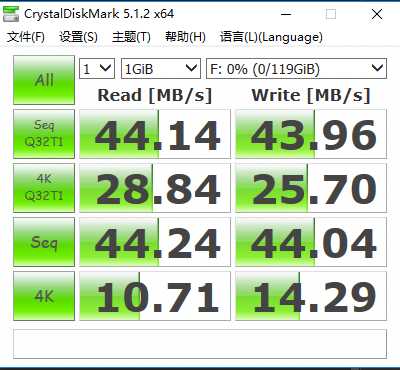 CrystalDiskMark 5.1.2 x64
文件(F) 设置(S) 主题(T) 帮助(H) 语言(L)(Language)
All 1 1GiB F: 0% (0/119GiB)
Read [MB/s] Write [MB/s]
Seq Q32T1 44.14 43.96
4K Q32T1 28.84 25.70
Seq 44.24 44.04
4K 10.71 14.29